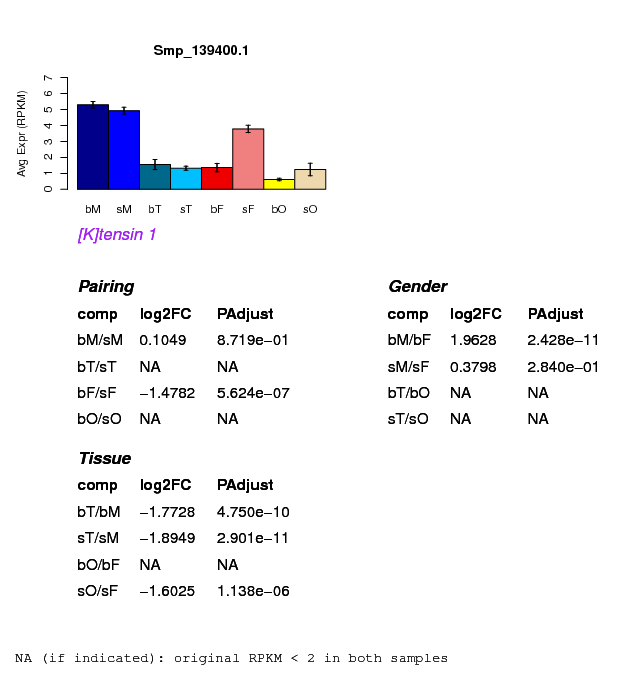 Smp_139400.1
Avg Expr (RPKM)
0 1 2 3 4 5 6 7
bM sM bT sT bF sF bO sO
[K]tensin 1
Pairing
comp log2FC PAdjust
bM/sM 0.1049 8.719e−01
bT/sT NA NA
bF/sF −1.4782 5.624e−07
bO/sO NA NA
Gender
comp log2FC PAdjust
bM/bF 1.9628 2.428e−11
sM/sF 0.3798 2.840e−01
bT/bO NA NA
sT/sO NA NA
Tissue
comp log2FC PAdjust
bT/bM −1.7728 4.750e−10
sT/sM −1.8949 2.901e−11
bO/bF NA NA
sO/sF −1.6025 1.138e−06
NA (if indicated): original RPKM < 2 in both samples